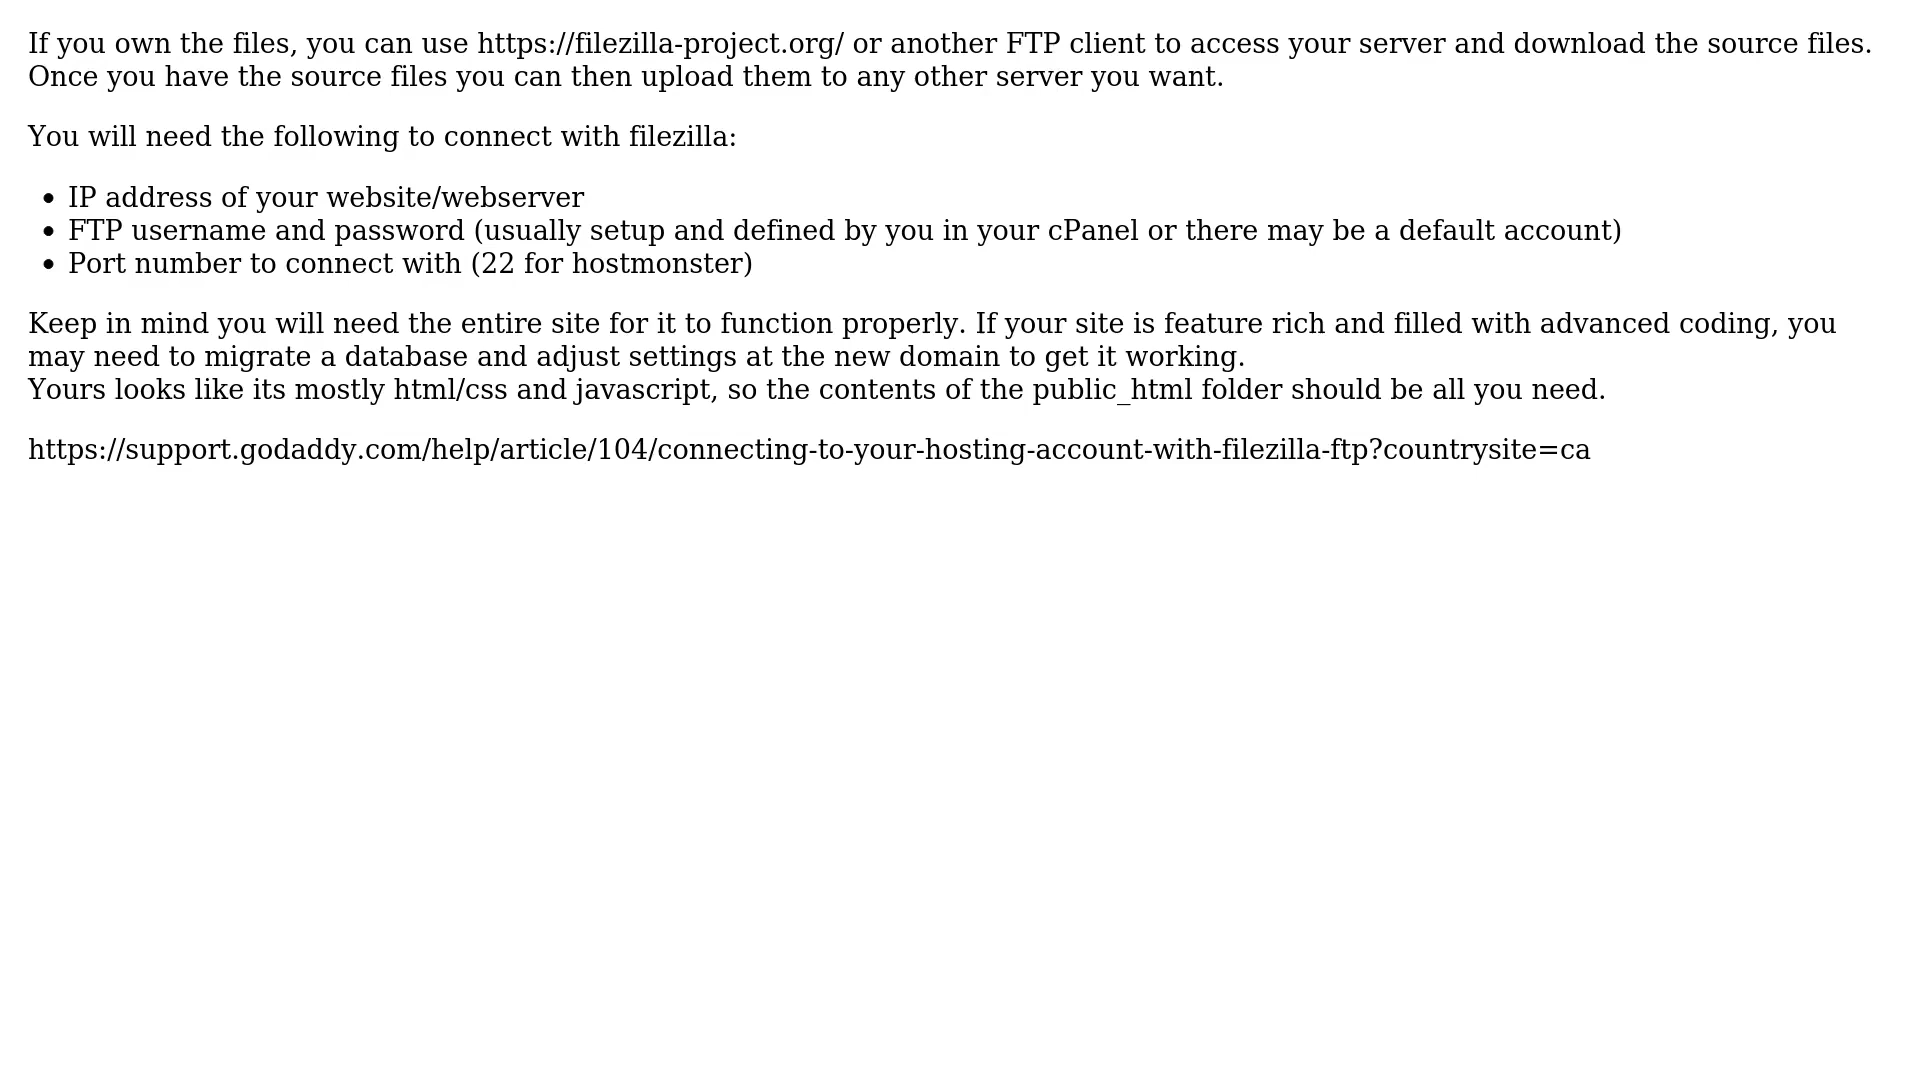 If you own the files, you can use https://filezilla-project.org/ or another FTP client to access your server and download the source files.
Once you have the source files you can then upload them to any other server you want.
You will need the following to connect with filezilla:
• IP address of your website/webserver
• FTP username and password (usually setup and defined by you in your cPanel or there may be a default account)
• Port number to connect with (22 for hostmonster)
Keep in mind you will need the entire site for it to function properly. If your site is feature rich and filled with advanced coding, you
may need to migrate a database and adjust settings at the new domain to get it working.
Yours looks like its mostly html/css and javascript, so the contents of the public_html folder should be all you need.
https://support.godaddy.com/help/article/104/connecting-to-your-hosting-account-with-filezilla-ftp?countrysite=ca